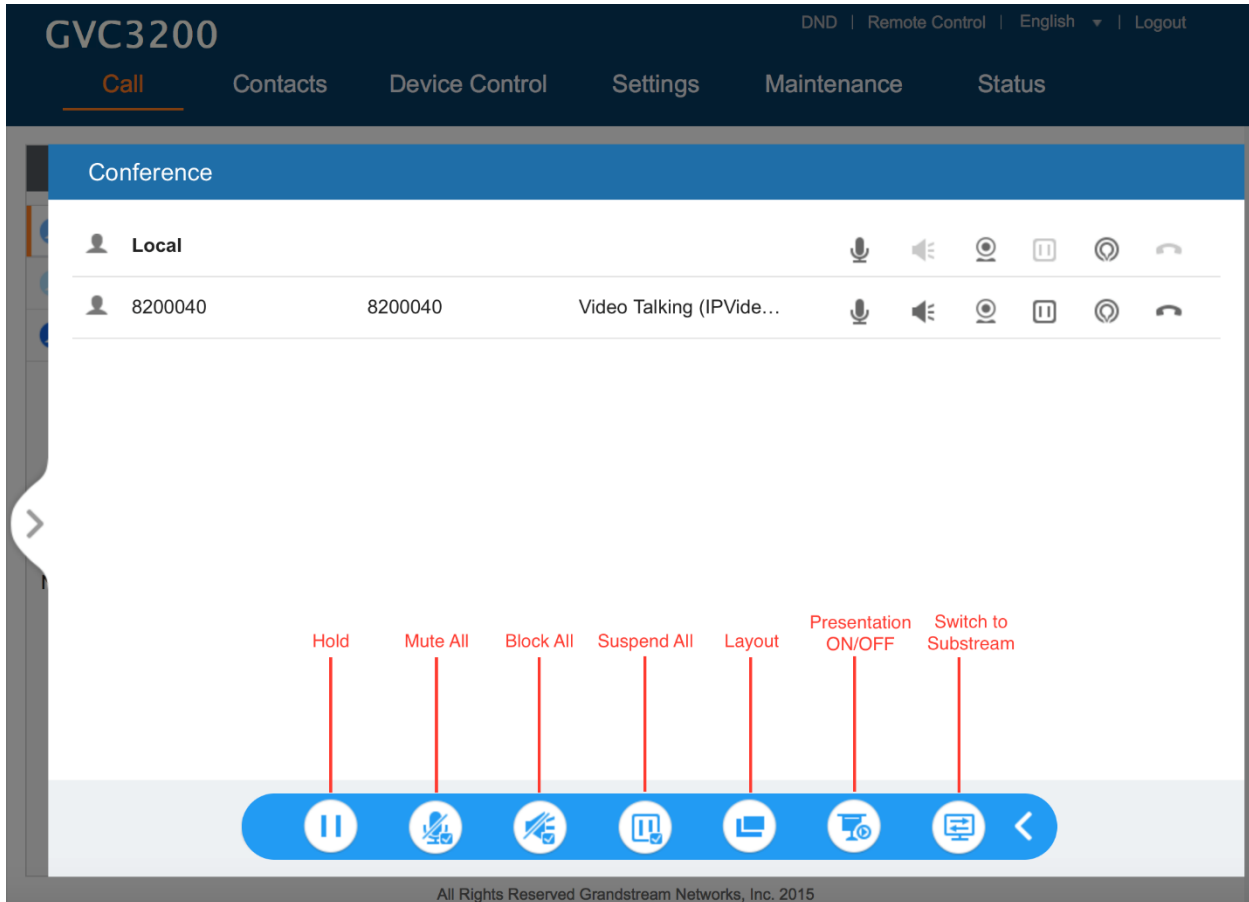 GVC3200
DND | Remote Control | English | Logout
Call Contacts Device Control Settings Maintenance Status
Conference
Local
8200040 8200040 Video Talking (IPVide...
Hold Mute All Block All Suspend All Layout Presentation ON/OFF Switch to Substream
All Rights Reserved Grandstream Networks, Inc. 2015